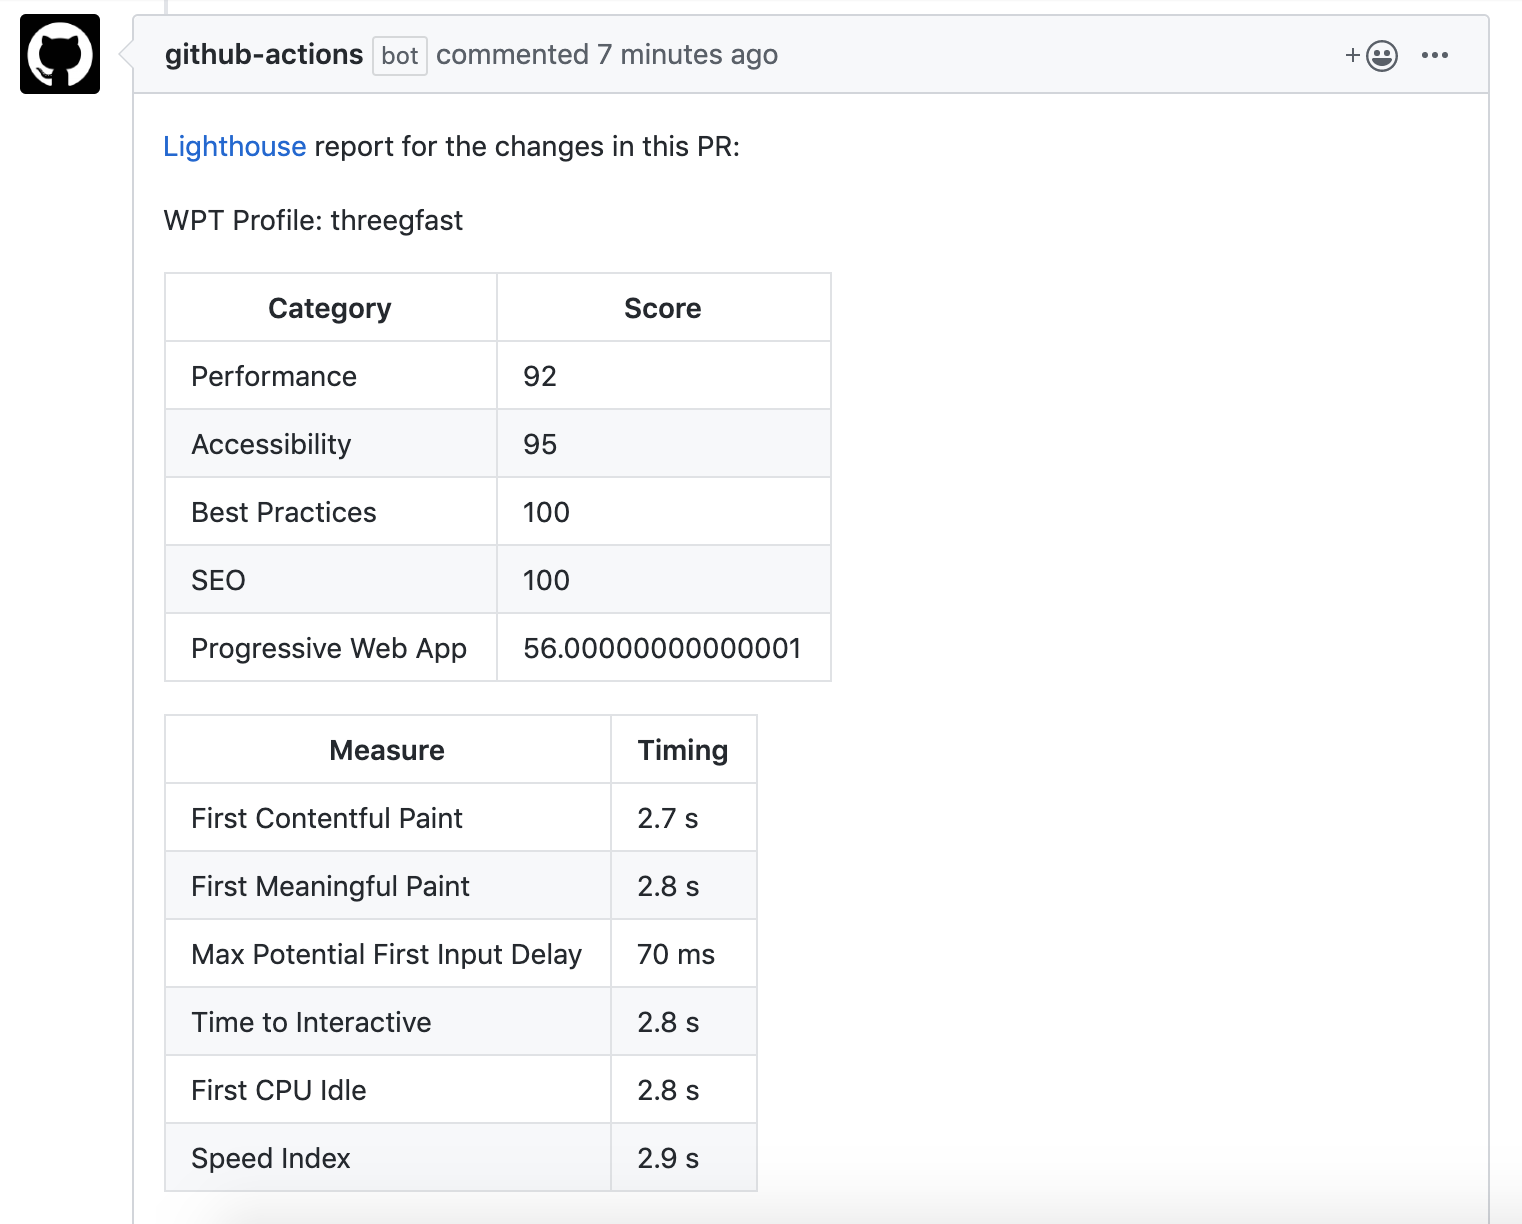 github-actions bot commented 7 minutes ago
Lighthouse report for the changes in this PR:
WPT Profile: threegfast
Category Score
Performance 92
Accessibility 95
Best Practices 100
SEO 100
Progressive Web App 56.00000000000001
Measure Timing
First Contentful Paint 2.7 s
First Meaningful Paint 2.8 s
Max Potential First Input Delay 70 ms
Time to Interactive 2.8 s
First CPU Idle 2.8 s
Speed Index 2.9 s